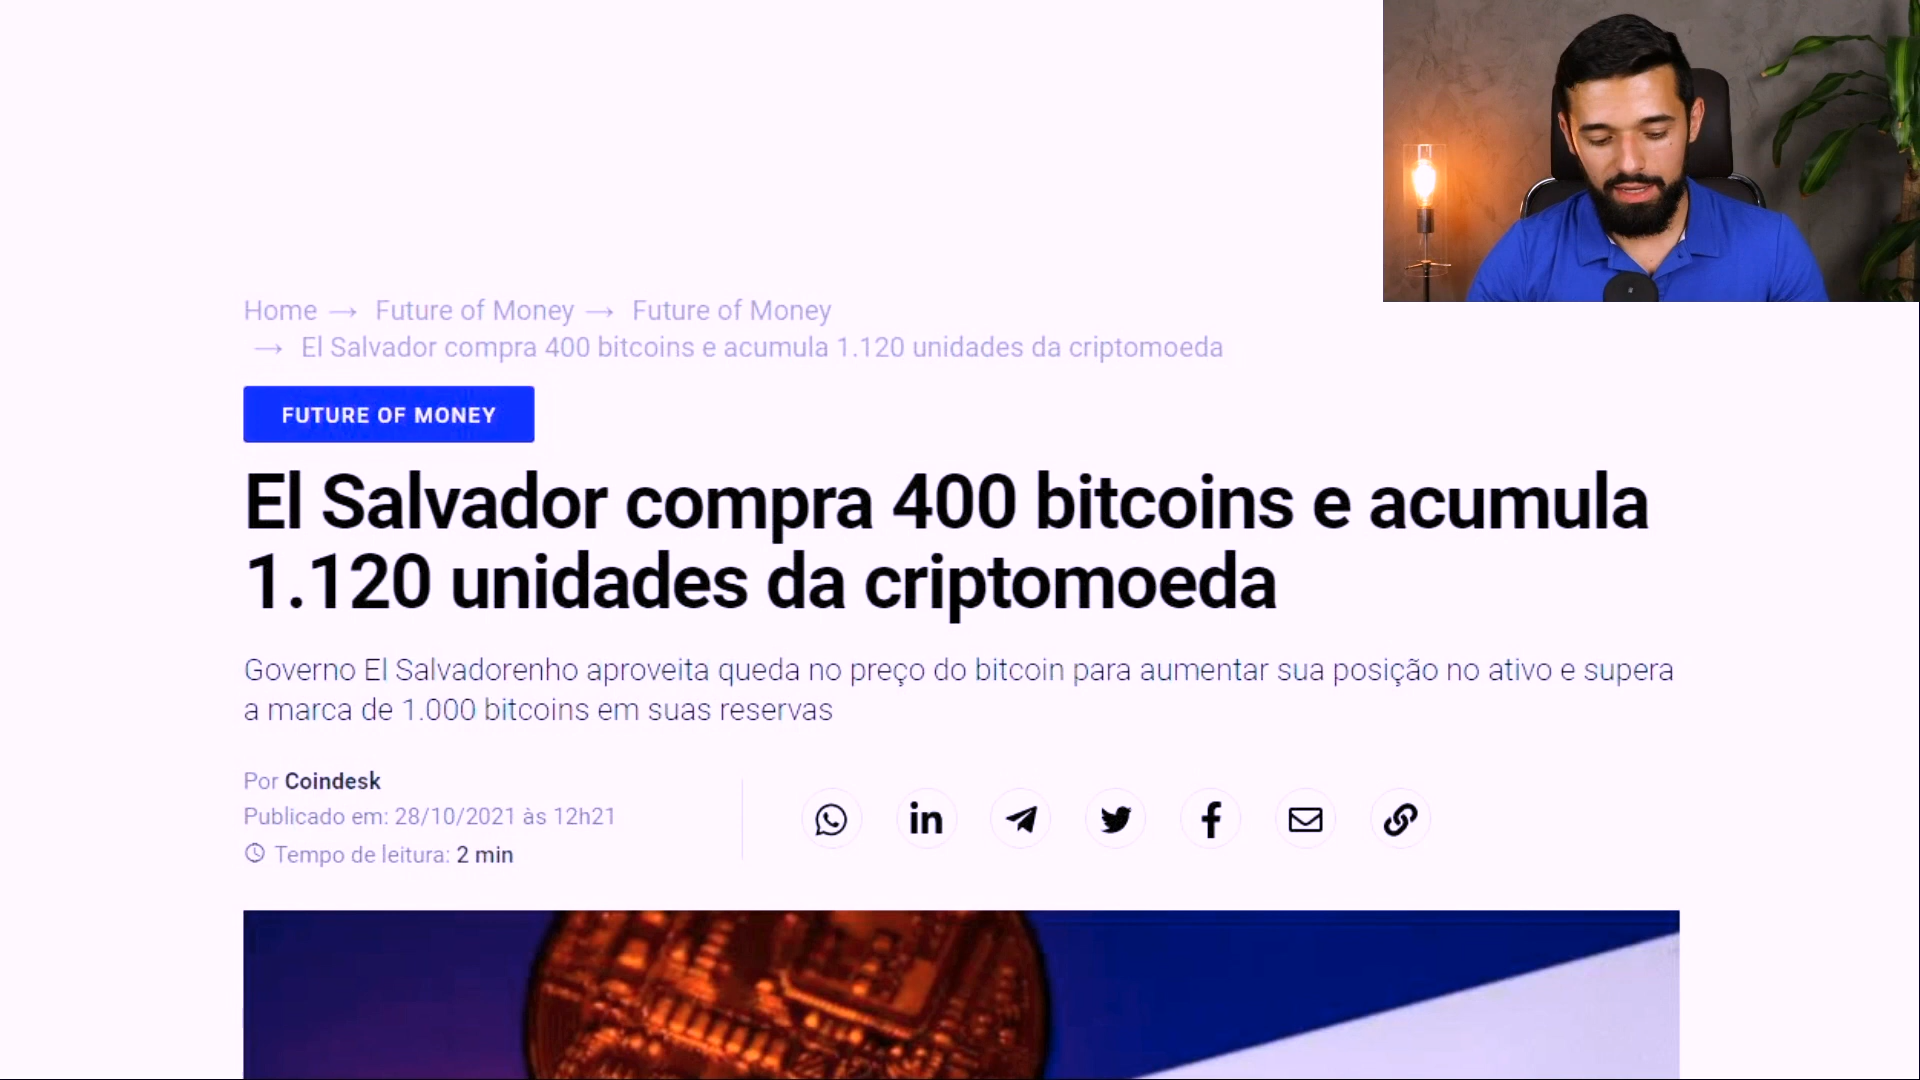 Home → Future of Money → Future of Money
→ El Salvador compra 400 bitcoins e acumula 1.120 unidades da criptomoeda
FUTURE OF MONEY
El Salvador compra 400 bitcoins e acumula
1.120 unidades da criptomoeda
Governo El Salvadorenho aproveita queda no preço do bitcoin para aumentar sua posição no ativo e supera
a marca de 1.000 bitcoins em suas reservas
Por Coindesk
Publicado em: 28/10/2021 às 12h21
Tempo de leitura: 2 min